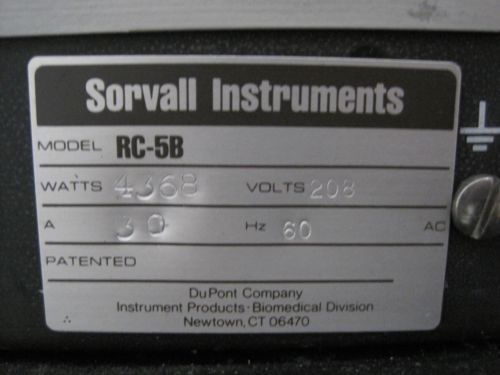 Sorvall Instruments
MODEL RC-5B
WATTS 4368 VOLTS 208
A 30 Hz 60 AC
PATENTED
DuPont Company
Instrument Products·Biomedical Division
Newtown, CT 06470